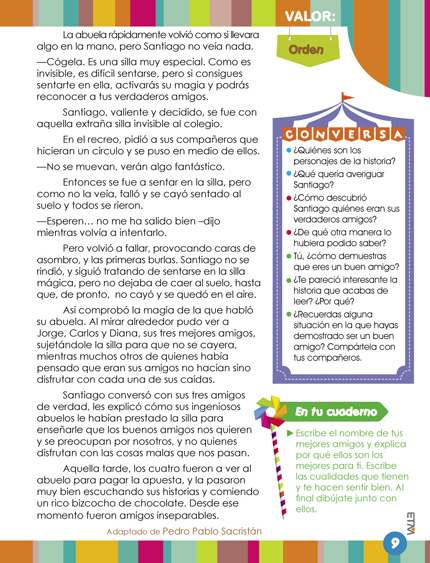 VALOR:
Orden
La abuela rápidamente volvió como si llevara
algo en la mano, pero Santiago no veía nada.
—Cógela. Es una silla muy especial. Como es
invisible, es difícil sentarse, pero si consigues
sentarte en ella, activarás su magia y podrás
reconocer a tus verdaderos amigos.
Santiago, valiente y decidido, se fue con
aquella extraña silla invisible al colegio.
En el recreo, pidió a sus compañeros que
hicieran un círculo y se puso en medio de ellos.
—No se muevan, verán algo fantástico.
Entonces se fue a sentar en la silla, pero
como no la veía, falló y se cayó sentado al
suelo y todos se rieron.
—Esperen… no me ha salido bien –dijo
mientras volvía a intentarlo.
Pero volvió a fallar, provocando caras de
asombro, y las primeras burlas. Santiago no se
rindió, y siguió tratando de sentarse en la silla
mágica, pero no dejaba de caer al suelo, hasta
que, de pronto, no cayó y se quedó en el aire.
Así comprobó la magia de la que habló
su abuela. Al mirar alrededor pudo ver a
Jorge, Carlos y Diana, sus tres mejores amigos,
sujetándole la silla para que no se cayera,
mientras muchos otros de quienes había
pensado que eran sus amigos no hacían sino
disfrutar con cada una de sus caídas.
Santiago conversó con sus tres amigos
de verdad, les explicó cómo sus ingeniosos
abuelos le habían prestado la silla para
enseñarle que los buenos amigos nos quieren
y se preocupan por nosotros, y no quienes
disfrutan con las cosas malas que nos pasan.
Aquella tarde, los cuatro fueron a ver al
abuelo para pagar la apuesta, y la pasaron
muy bien escuchando sus historias y comiendo
un rico bizcocho de chocolate. Desde ese
momento fueron amigos inseparables.
Adaptado de Pedro Pablo Sacristán
CONVERSA
¿Quiénes son los
personajes de la historia?
¿Qué quería averiguar
Santiago?
¿Cómo descubrió
Santiago quiénes eran sus
verdaderos amigos?
¿De qué otra manera lo
hubiera podido saber?
Tú, ¿cómo demuestras
que eres un buen amigo?
¿Te pareció interesante la
historia que acabas de
leer? ¿Por qué?
¿Recuerdas alguna
situación en la que hayas
demostrado ser un buen
amigo? Compártela con
tus compañeros.
En tu cuaderno
Escribe el nombre de tus
mejores amigos y explica
por qué ellos son los
mejores para ti. Escribe
las cualidades que tienen
y te hacen sentir bien. Al
final dibújate junto con
ellos.
ETM
9